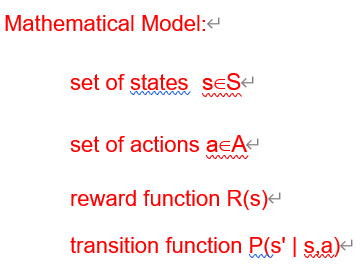 Mathematical Model:↵
set of states s∈S↵
set of actions a∈A↵
reward function R(s)↵
transition function P(s' | s,a)↵